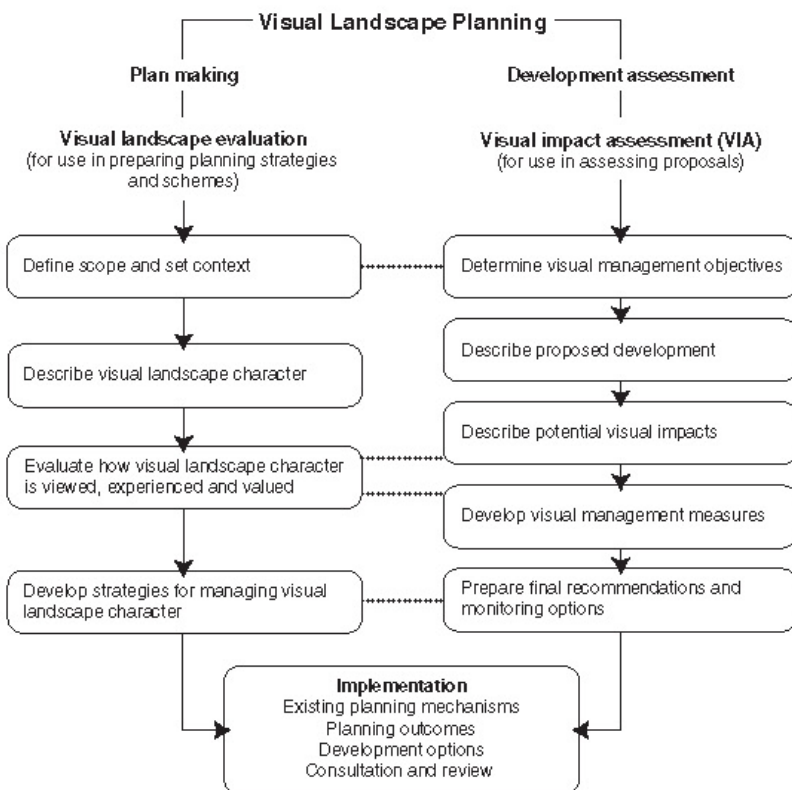 Visual Landscape Planning
Plan making
Visual landscape evaluation
(for use in preparing planning strategies
and schemes)
Define scope and set context
Describe visual landscape character
Evaluate how visual landscape character
is viewed, experienced and valued
Develop strategies for managing visual
landscape character
Development assessment
Visual impact assessment (VIA)
(for use in assessing proposals)
Determine visual management objectives
Describe proposed development
Describe potential visual impacts
Develop visual management measures
Prepare final recommendations and
monitoring options
Implementation
Existing planning mechanisms
Planning outcomes
Development options
Consultation and review